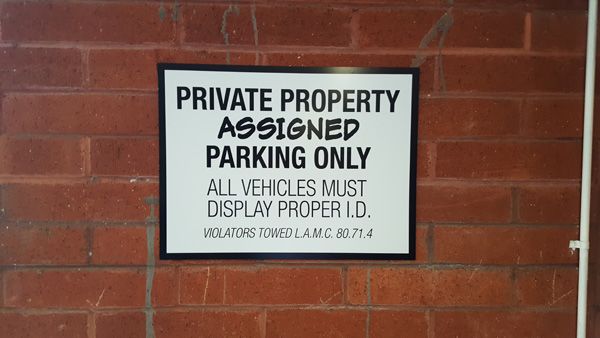 PRIVATE PROPERTY
ASSIGNED
PARKING ONLY
ALL VEHICLES MUST
DISPLAY PROPER I.D.
VIOLATORS TOWED L.A.M.C. 80.71.4